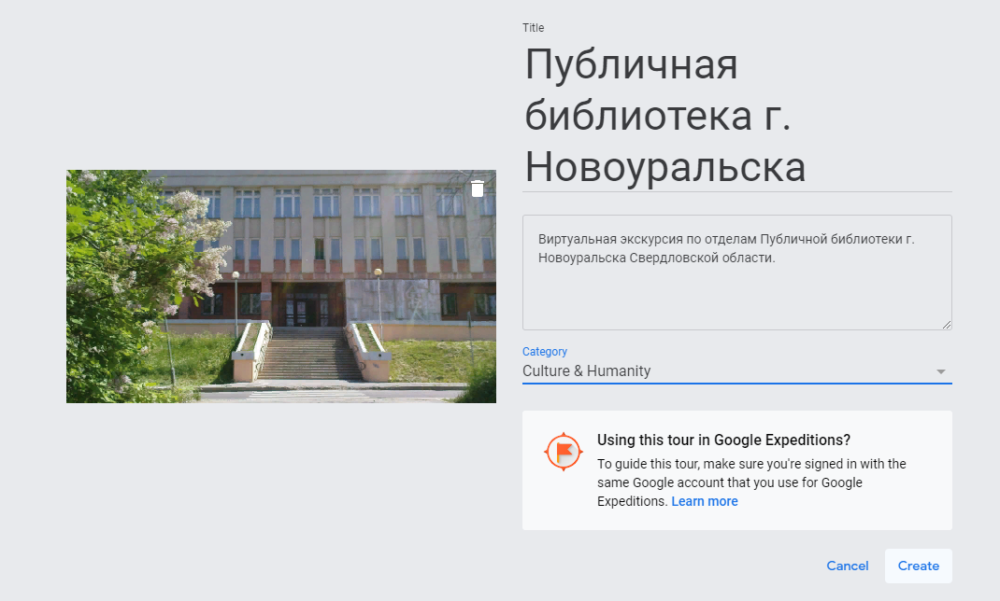 Title
Публичная
библиотека г.
Новоуральска
Виртуальная экскурсия по отделам Публичной библиотеки г.
Новоуральска Свердловской области.
Category
Culture & Humanity
Using this tour in Google Expeditions?
To guide this tour, make sure you're signed in with the
same Google account that you use for Google
Expeditions. Learn more
Cancel Create